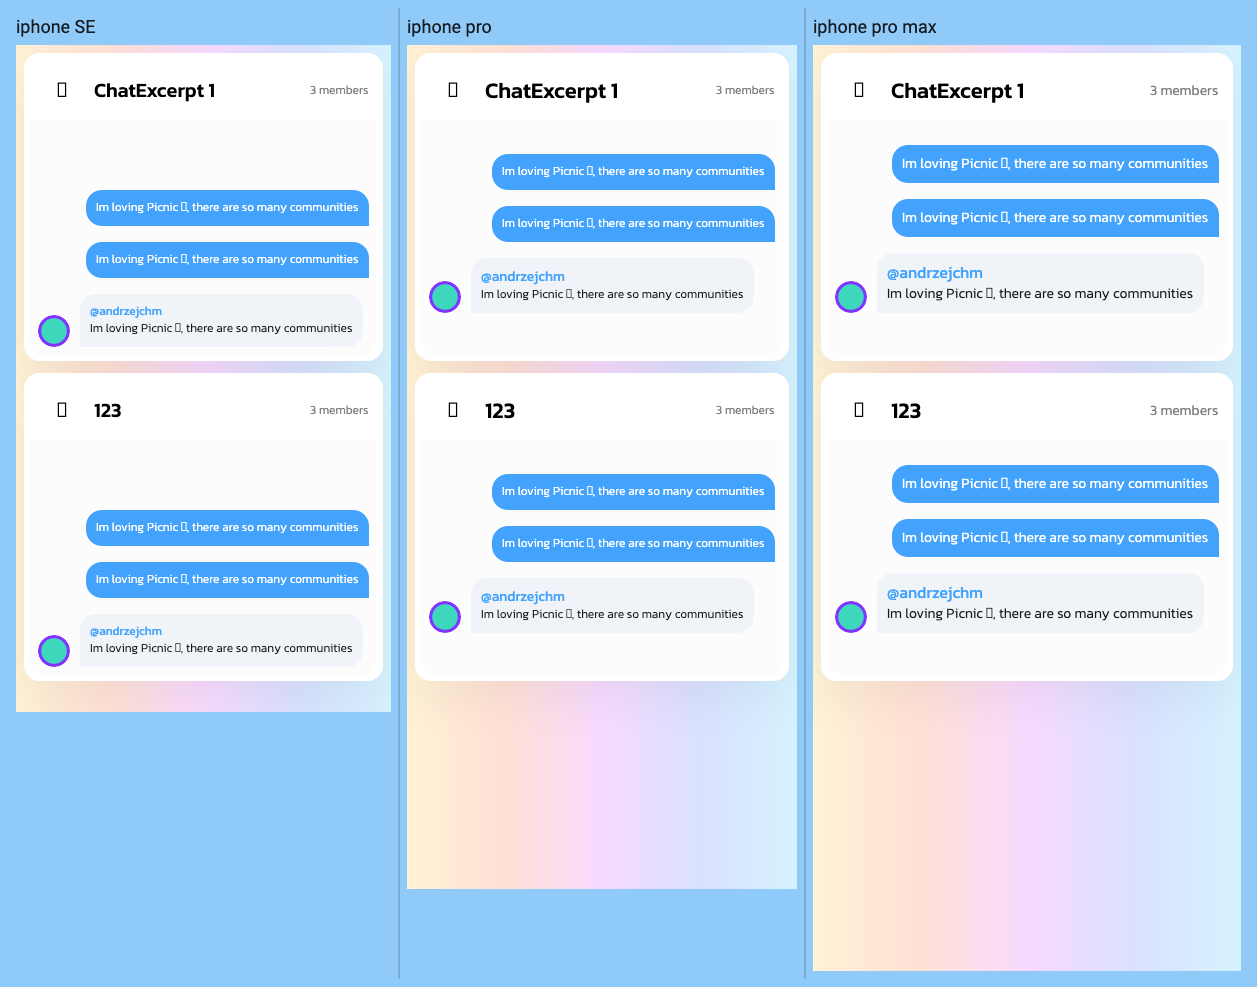 iphone SE
▯ ChatExcerpt 1 3 members
Im loving Picnic ▯, there are so many communities
Im loving Picnic ▯, there are so many communities
@andrzejchm
Im loving Picnic ▯, there are so many communities
▯ 123 3 members
Im loving Picnic ▯, there are so many communities
Im loving Picnic ▯, there are so many communities
@andrzejchm
Im loving Picnic ▯, there are so many communities
iphone pro
▯ ChatExcerpt 1 3 members
Im loving Picnic ▯, there are so many communities
Im loving Picnic ▯, there are so many communities
@andrzejchm
Im loving Picnic ▯, there are so many communities
▯ 123 3 members
Im loving Picnic ▯, there are so many communities
Im loving Picnic ▯, there are so many communities
@andrzejchm
Im loving Picnic ▯, there are so many communities
iphone pro max
▯ ChatExcerpt 1 3 members
Im loving Picnic ▯, there are so many communities
Im loving Picnic ▯, there are so many communities
@andrzejchm
Im loving Picnic ▯, there are so many communities
▯ 123 3 members
Im loving Picnic ▯, there are so many communities
Im loving Picnic ▯, there are so many communities
@andrzejchm
Im loving Picnic ▯, there are so many communities